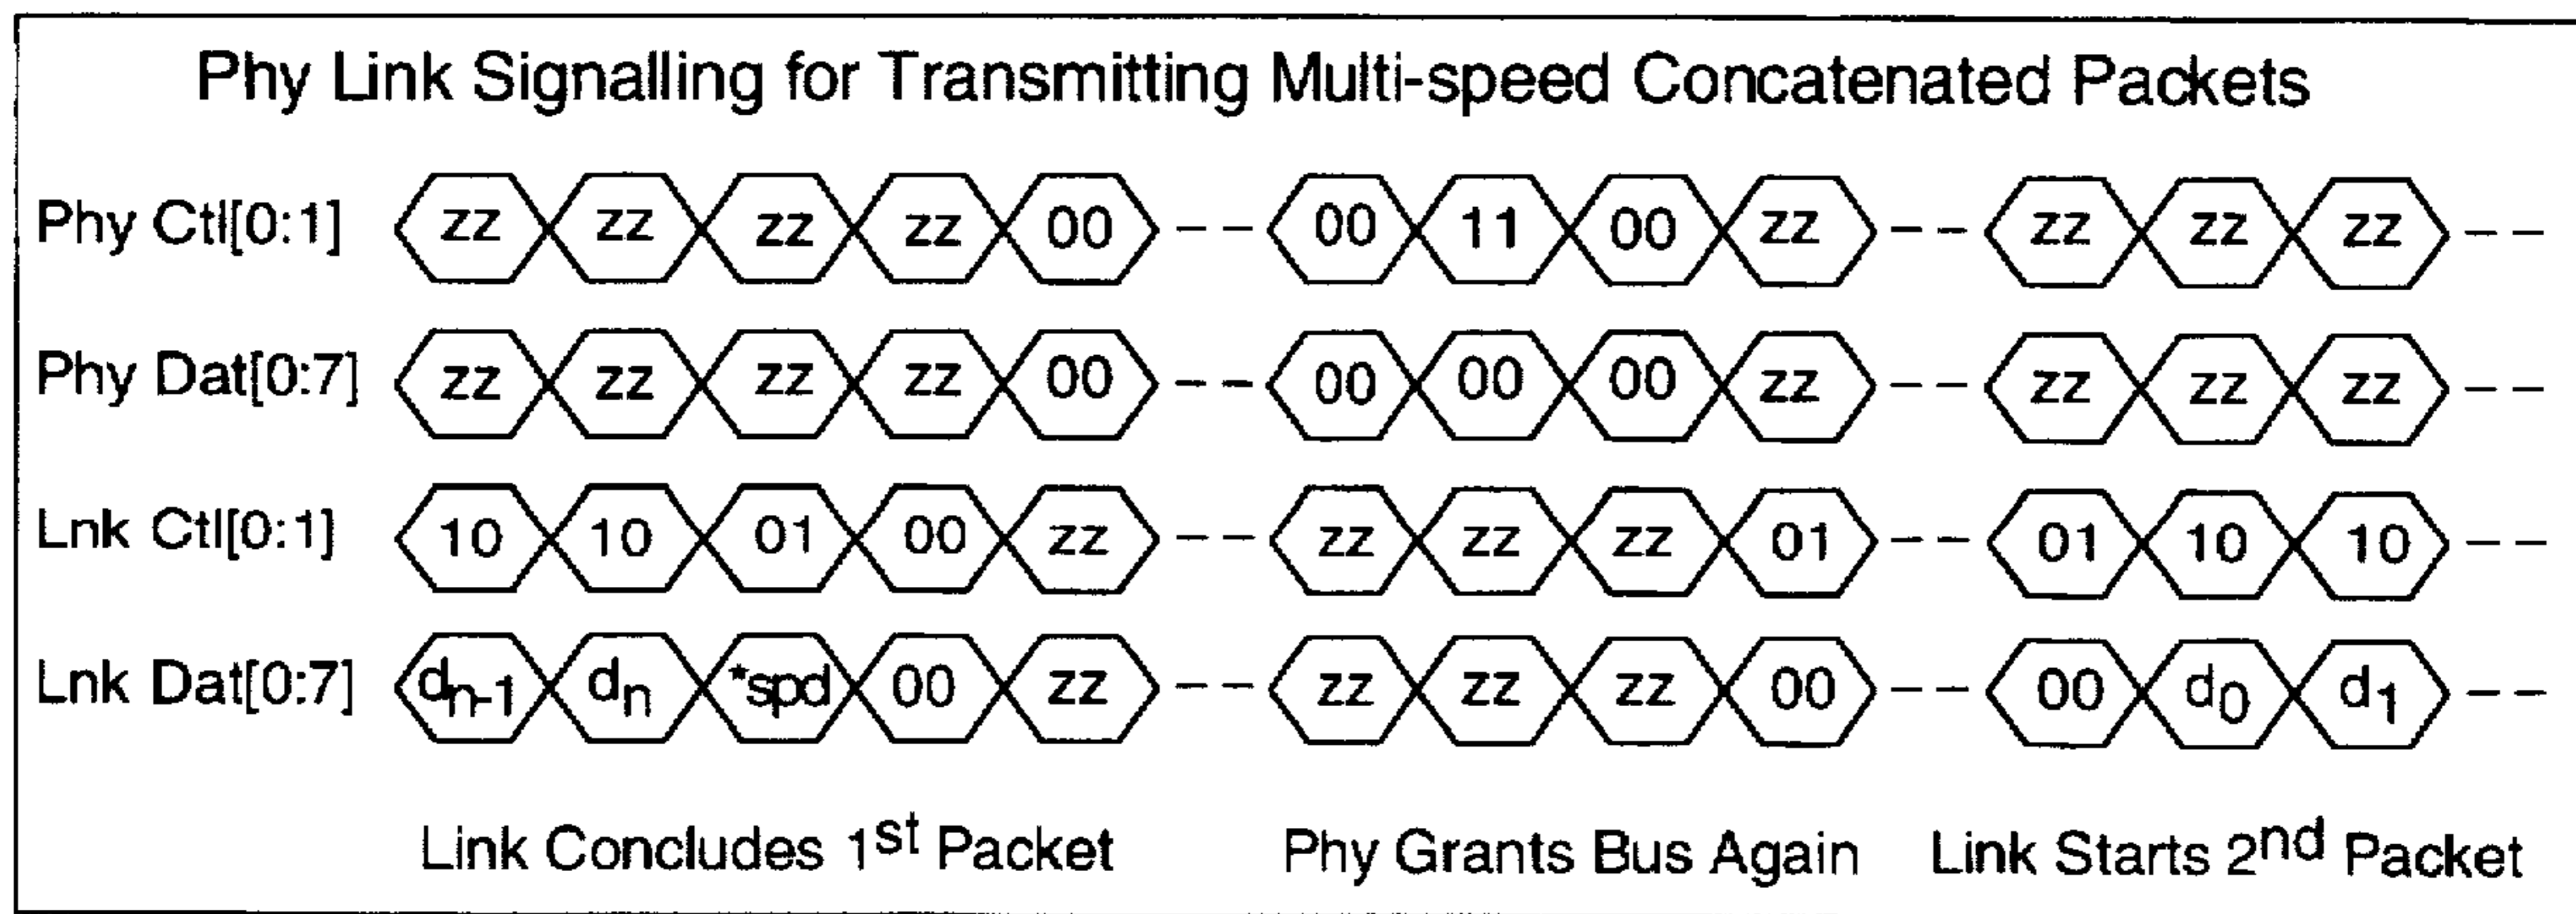 Phy Link Signalling for Transmitting Multi-speed Concatenated Packets
Phy Ctl[0:1] zz zz zz zz 00 -- 00 11 00 zz -- zz zz zz --
Phy Dat[0:7] zz zz zz zz 00 -- 00 00 00 zz -- zz zz zz --
Lnk Ctl[0:1] 10 10 01 00 zz -- zz zz zz 01 -- 01 10 10 --
Lnk Dat[0:7] dn-1 dn *spd 00 zz -- zz zz zz 00 -- 00 d0 d1 --
Link Concludes 1st Packet Phy Grants Bus Again Link Starts 2nd Packet